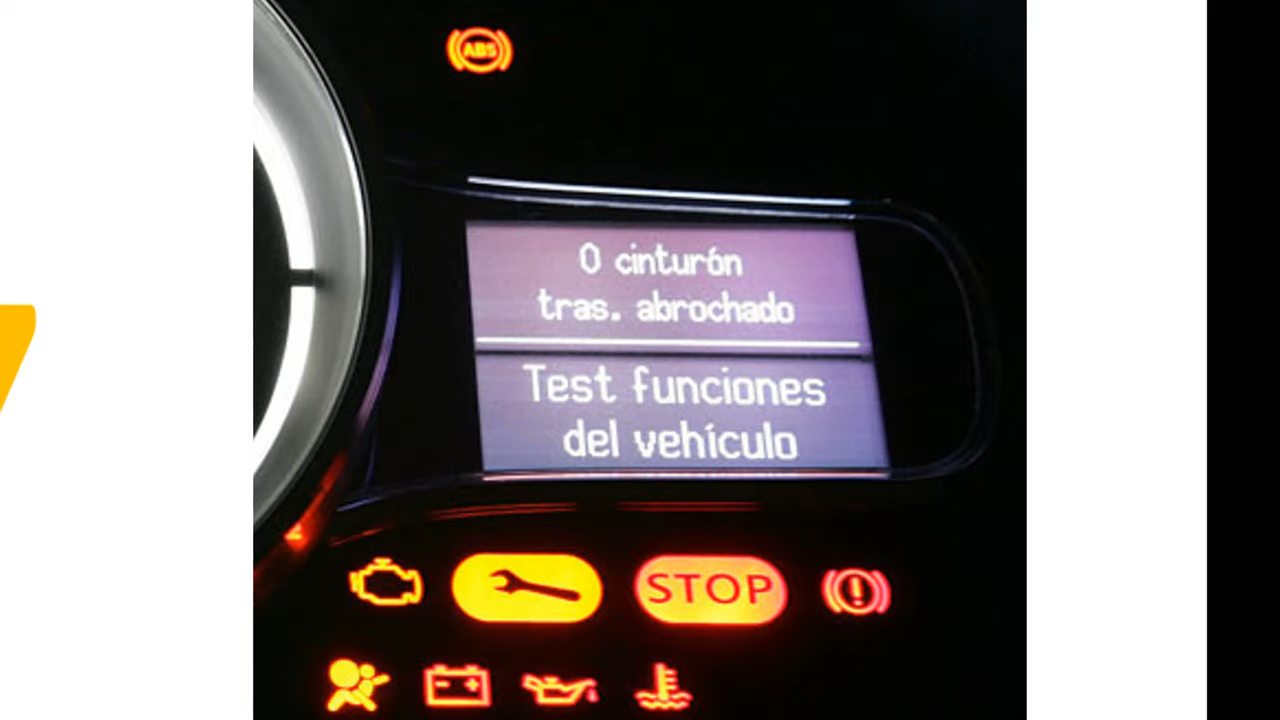 ABS
0 cinturón
tras. abrochado
Test funciones
del vehículo
STOP